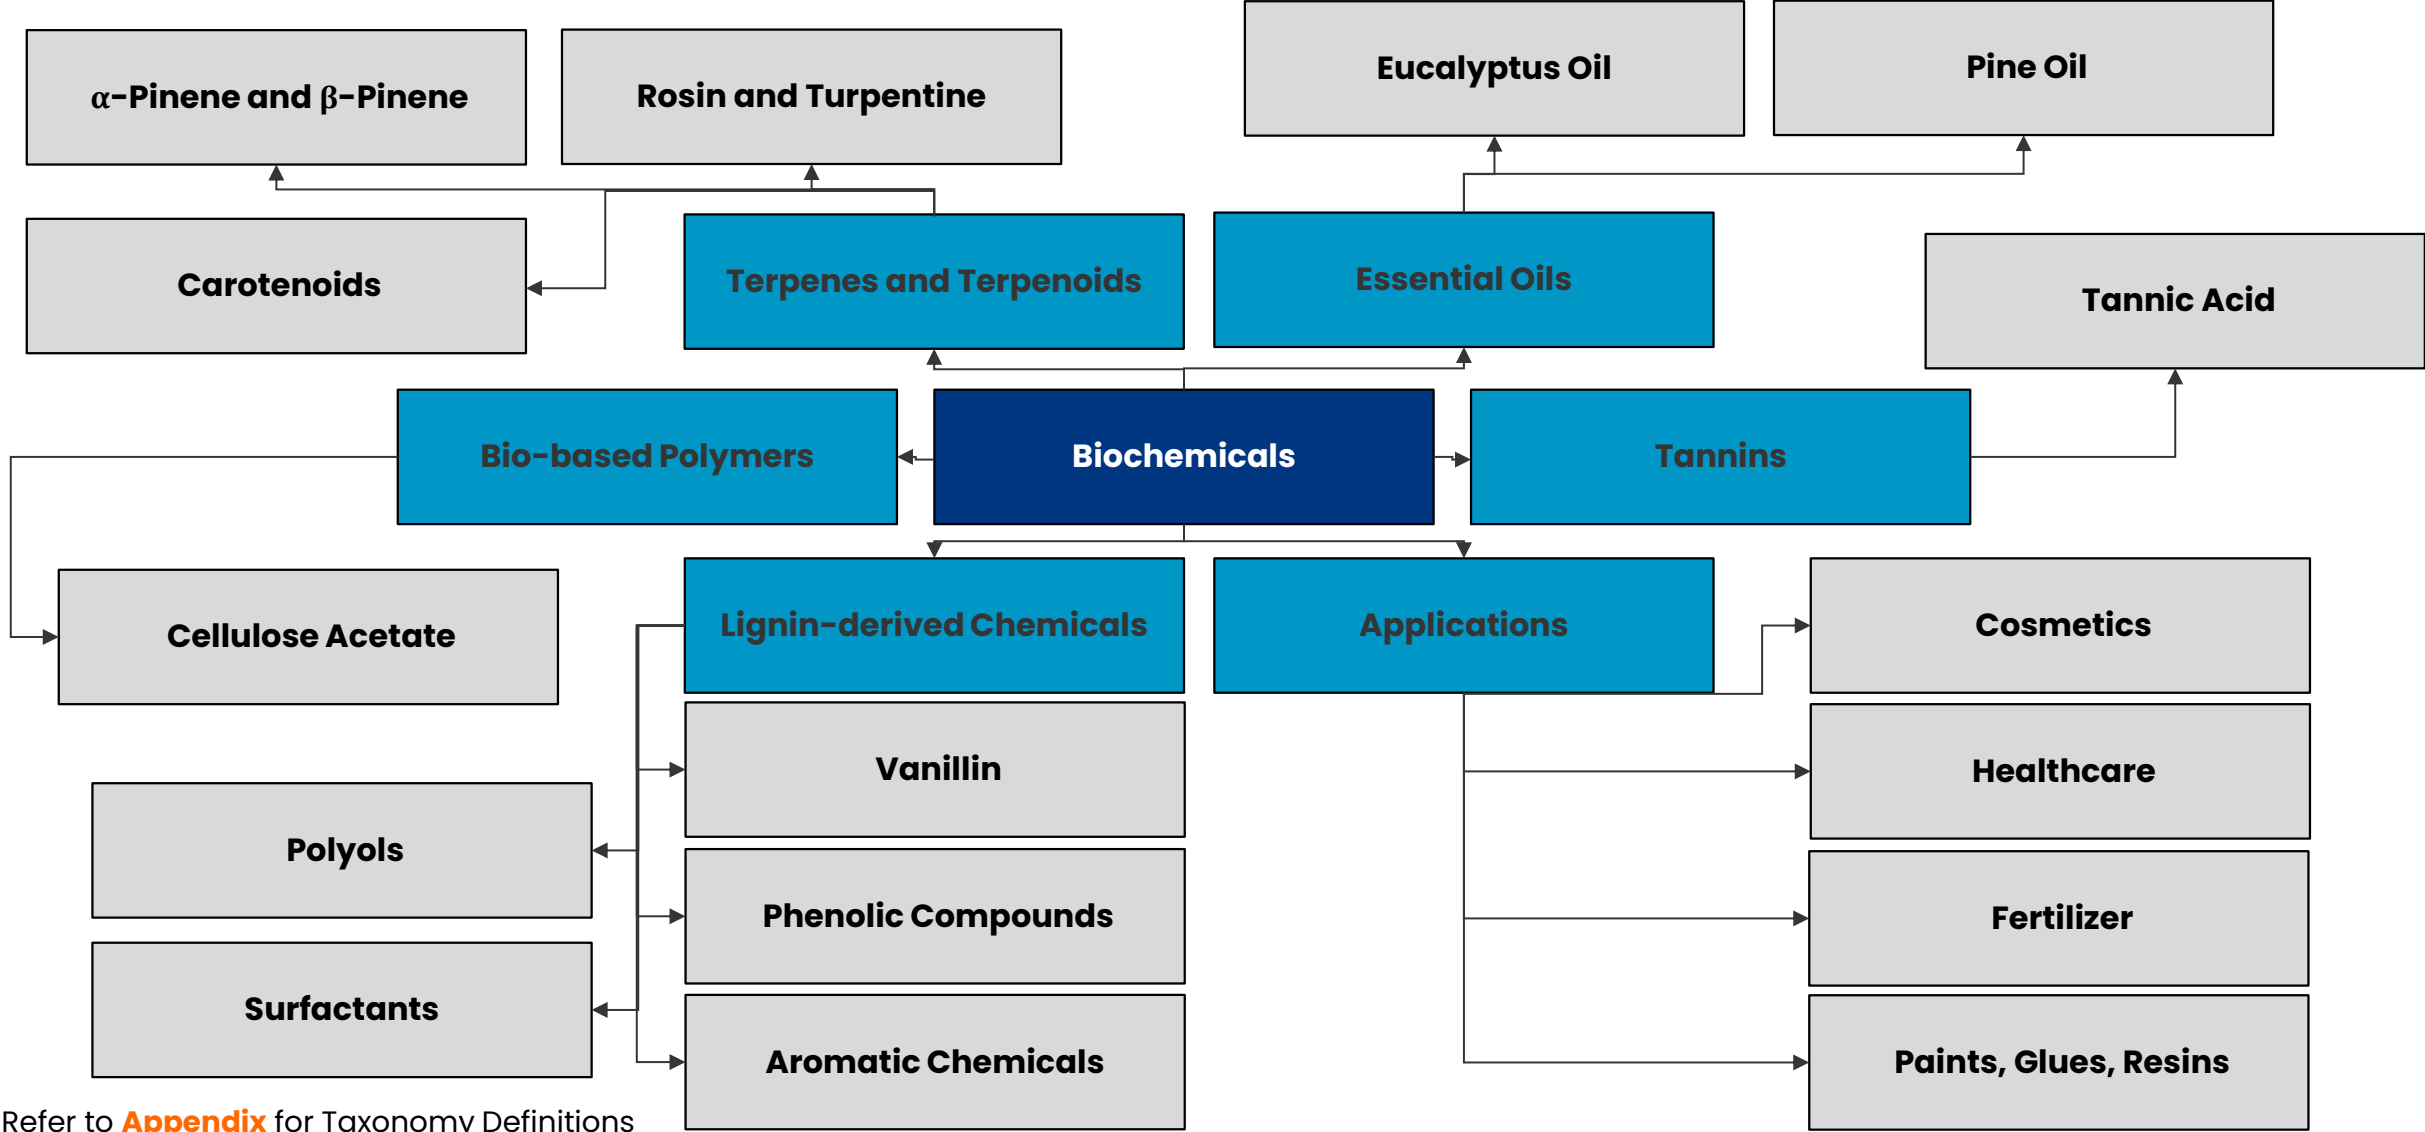 Eucalyptus Oil
Pine Oil
α-Pinene and β-Pinene
Rosin and Turpentine
Carotenoids
Terpenes and Terpenoids
Essential Oils
Tannic Acid
Bio-based Polymers
Biochemicals
Tannins
Cellulose Acetate
Lignin-derived Chemicals
Applications
Cosmetics
Vanillin
Healthcare
Polyols
Phenolic Compounds
Fertilizer
Surfactants
Aromatic Chemicals
Paints, Glues, Resins
Refer to Appendix for Taxonomy Definitions